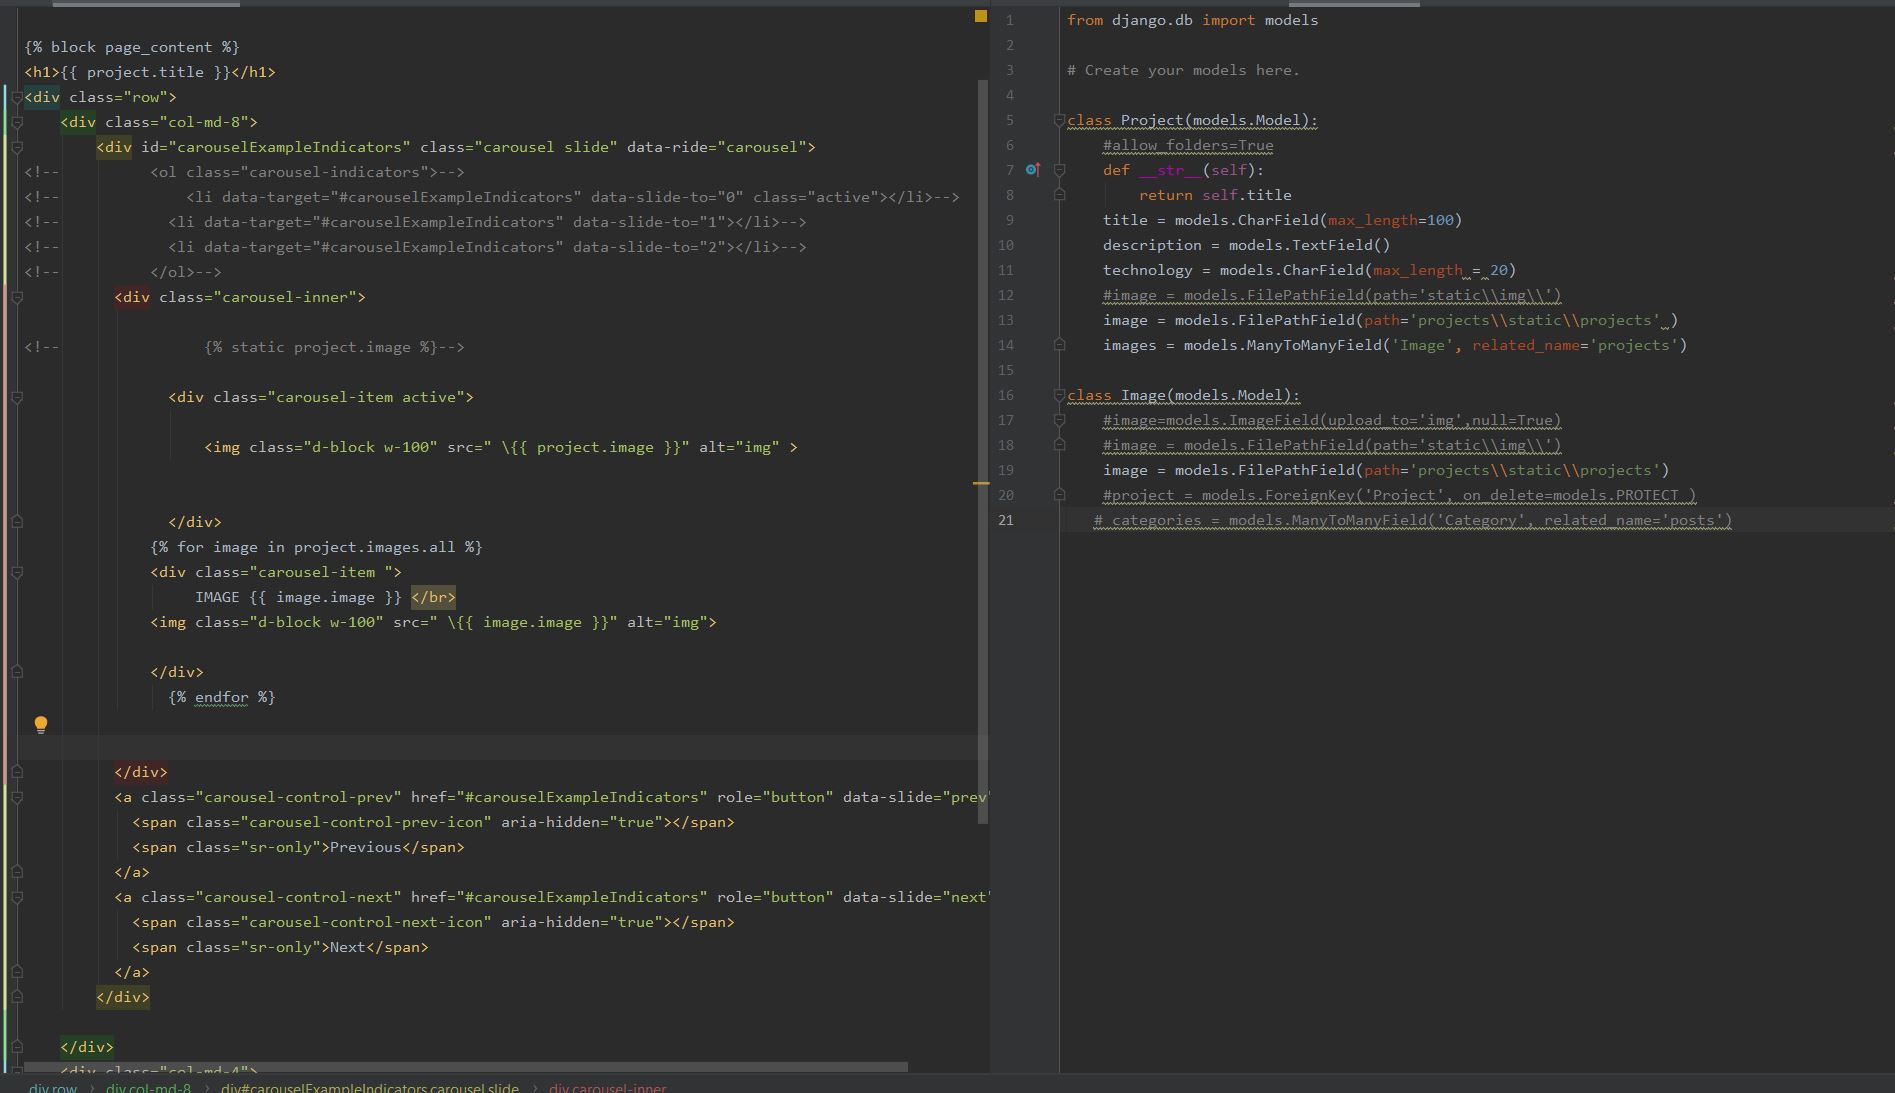 {% block page_content %}
<h1>{{ project.title }}</h1>
<div class="row">
<div class="col-md-8">
<div id="carouselExampleIndicators" class="carousel slide" data-ride="carousel">
<!-- <ol class="carousel-indicators">-->
<!-- <li data-target="#carouselExampleIndicators" data-slide-to="0" class="active"></li>-->
<!-- <li data-target="#carouselExampleIndicators" data-slide-to="1"></li>-->
<!-- <li data-target="#carouselExampleIndicators" data-slide-to="2"></li>-->
<!-- </ol>-->
<div class="carousel-inner">
<!-- {% static project.image %}-->
<div class="carousel-item active">
<img class="d-block w-100" src=" \{{ project.image }}" alt="img" >
</div>
{% for image in project.images.all %}
<div class="carousel-item ">
IMAGE {{ image.image }} </br>
<img class="d-block w-100" src=" \{{ image.image }}" alt="img">
</div>
{% endfor %}
</div>
<a class="carousel-control-prev" href="#carouselExampleIndicators" role="button" data-slide="prev"
<span class="carousel-control-prev-icon" aria-hidden="true"></span>
<span class="sr-only">Previous</span>
</a>
<a class="carousel-control-next" href="#carouselExampleIndicators" role="button" data-slide="next"
<span class="carousel-control-next-icon" aria-hidden="true"></span>
<span class="sr-only">Next</span>
</a>
</div>
</div>
<div class="col-md-4">
div.row › div.col-md-8 › div#carouselExampleIndicators.carousel.slide › div.carousel-inner
1 from django.db import models
2
3 # Create your models here.
4
5 class Project(models.Model):
6 #allow_folders=True
7 def __str__(self):
8 return self.title
9 title = models.CharField(max_length=100)
10 description = models.TextField()
11 technology = models.CharField(max_length = 20)
12 #image = models.FilePathField(path='static\\img\\')
13 image = models.FilePathField(path='projects\\static\\projects' )
14 images = models.ManyToManyField('Image', related_name='projects')
15
16 class Image(models.Model):
17 #image=models.ImageField(upload_to='img',null=True)
18 #image = models.FilePathField(path='static\\img\\')
19 image = models.FilePathField(path='projects\\static\\projects')
20 #project = models.ForeignKey('Project', on_delete=models.PROTECT )
21 # categories = models.ManyToManyField('Category', related_name='posts')